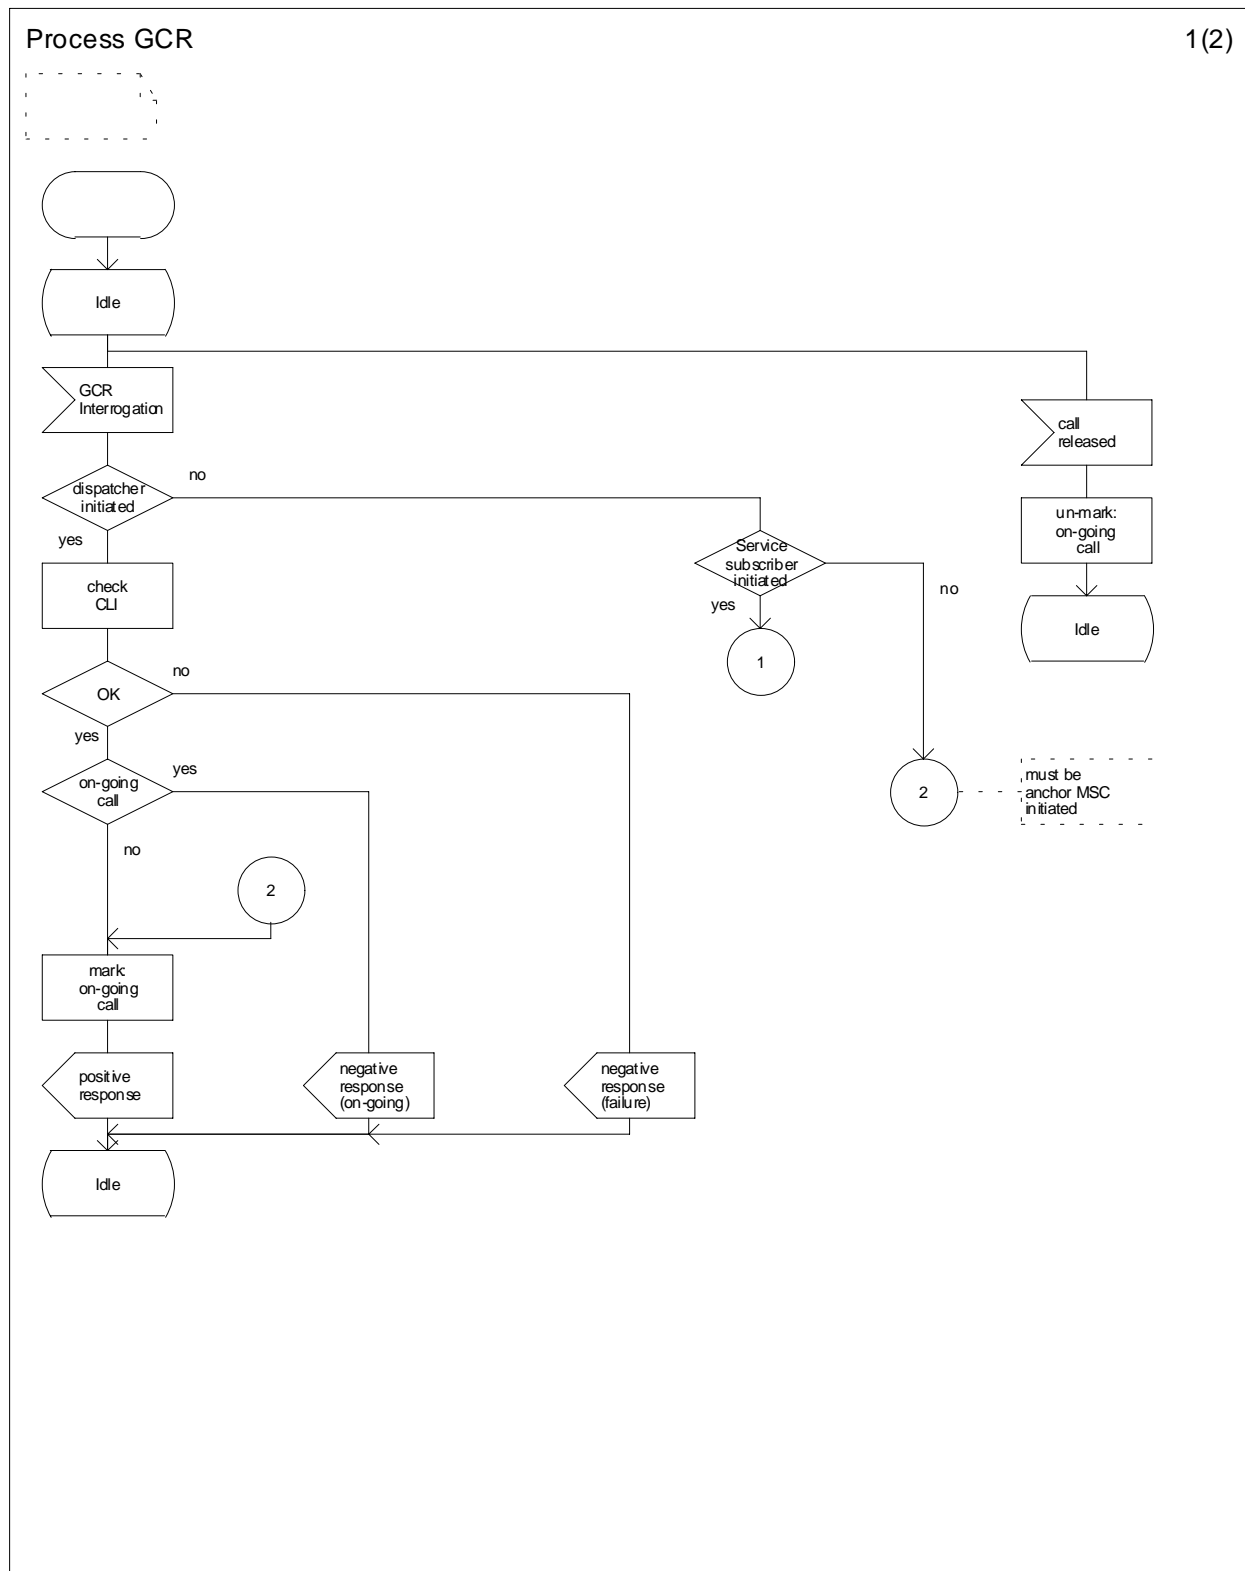 Process GCR
1(2)
Idle
GCR
Interrogation
call
released
no
dispatcher
initiated
yes
un-mark:
on-going
call
Service
subscriber
initiated
no
yes
check
CLI
Idle
1
no
OK
yes
yes
on-going
call
2
must be
anchor MSC
initiated
no
2
mark:
on-going
call
positive
response
negative
response
(on-going)
negative
response
(failure)
Idle